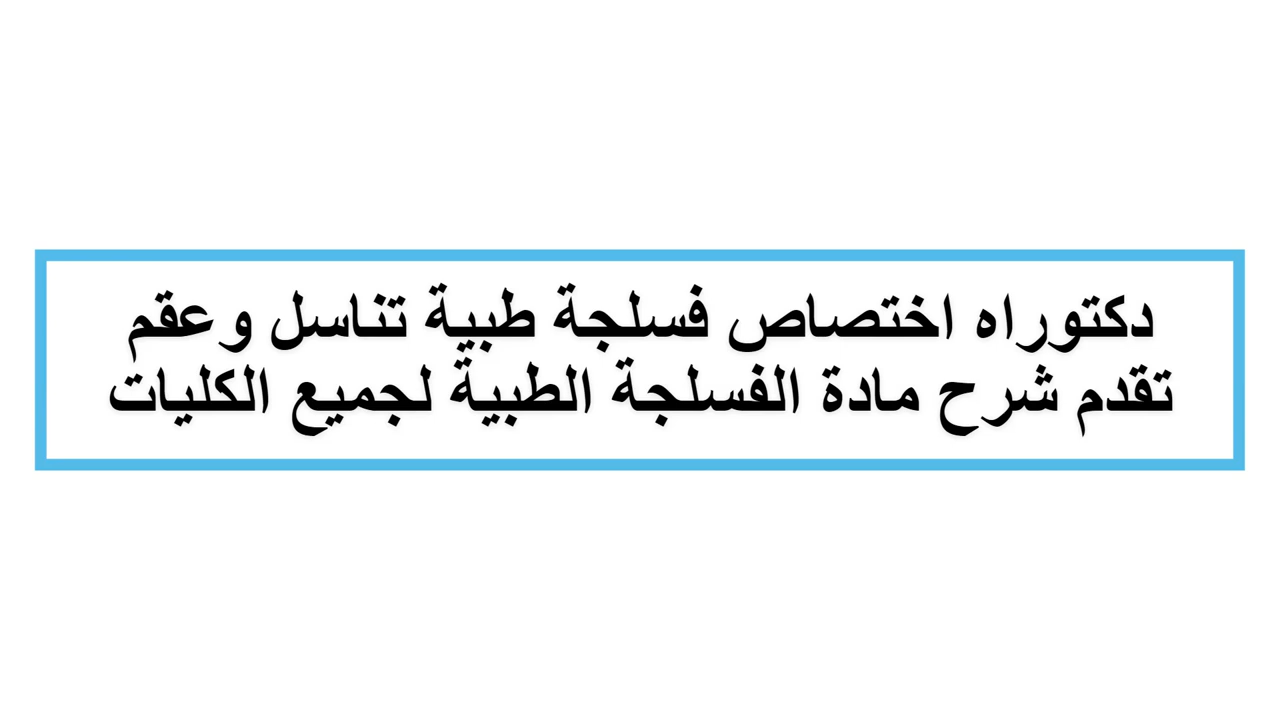 دكتوراه اختصاص فسلجة طبية تناسل وعقم
تقدم شرح مادة الفسلجة الطبية لجميع الكليات